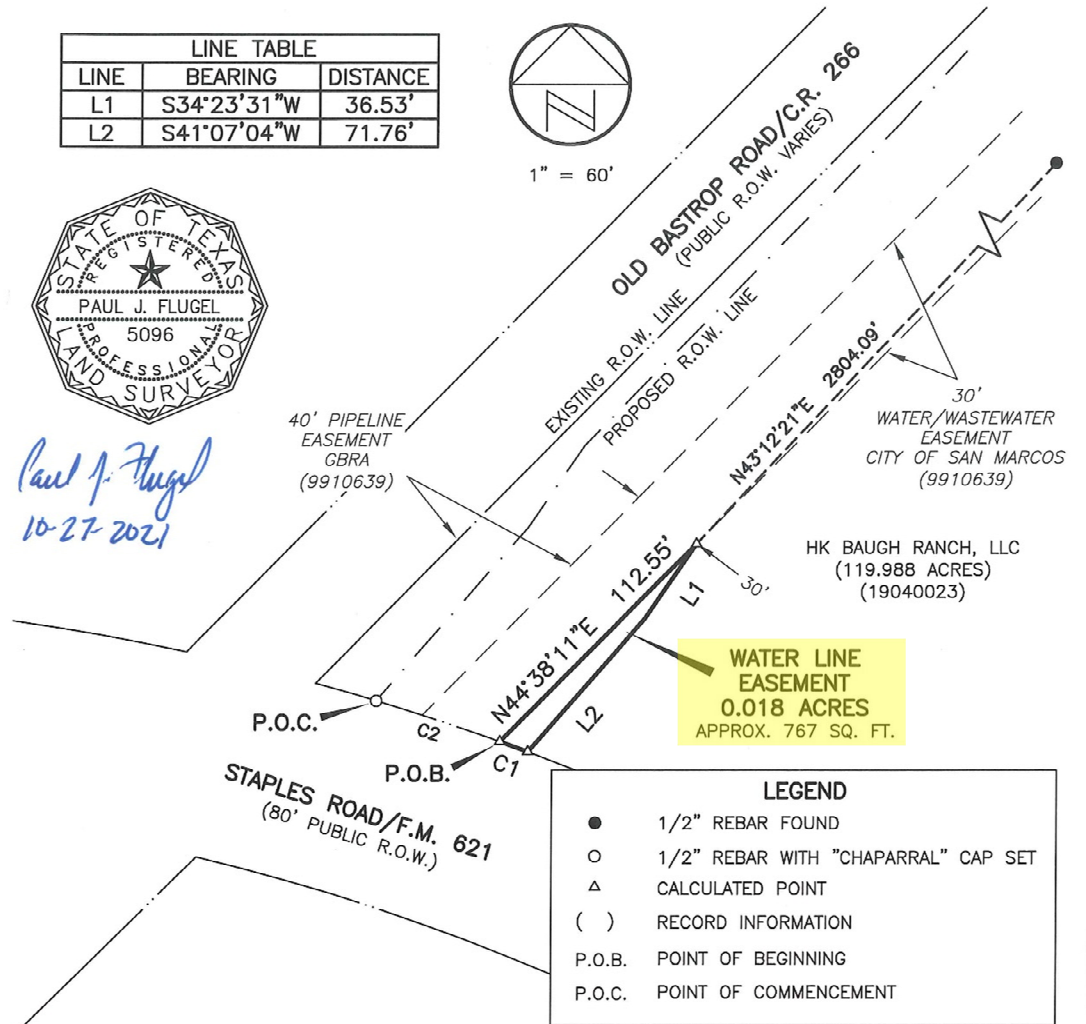 LINE TABLE
LINE BEARING DISTANCE
L1 S34°23'31"W 36.53'
L2 S41°07'04"W 71.76'
1" = 60'
STATE OF TEXAS
REGISTERED
PAUL J. FLUGEL
5096
PROFESSIONAL
LAND SURVEYOR
Paul J. Flugel
10-27-2021
OLD BASTROP ROAD/C.R. 266
(PUBLIC R.O.W. VARIES)
EXISTING R.O.W. LINE
PROPOSED R.O.W. LINE
40' PIPELINE
EASEMENT
GBRA
(9910639)
N43°12'21"E 2804.09'
30'
WATER/WASTEWATER
EASEMENT
CITY OF SAN MARCOS
(9910639)
HK BAUGH RANCH, LLC
(119.988 ACRES)
(19040023)
30'
N44°38'11"E 112.55'
L1
L2
WATER LINE
EASEMENT
0.018 ACRES
APPROX. 767 SQ. FT.
P.O.C.
C2
P.O.B.
C1
STAPLES ROAD/F.M. 621
(80' PUBLIC R.O.W.)
LEGEND
1/2" REBAR FOUND
1/2" REBAR WITH "CHAPARRAL" CAP SET
CALCULATED POINT
( ) RECORD INFORMATION
P.O.B. POINT OF BEGINNING
P.O.C. POINT OF COMMENCEMENT